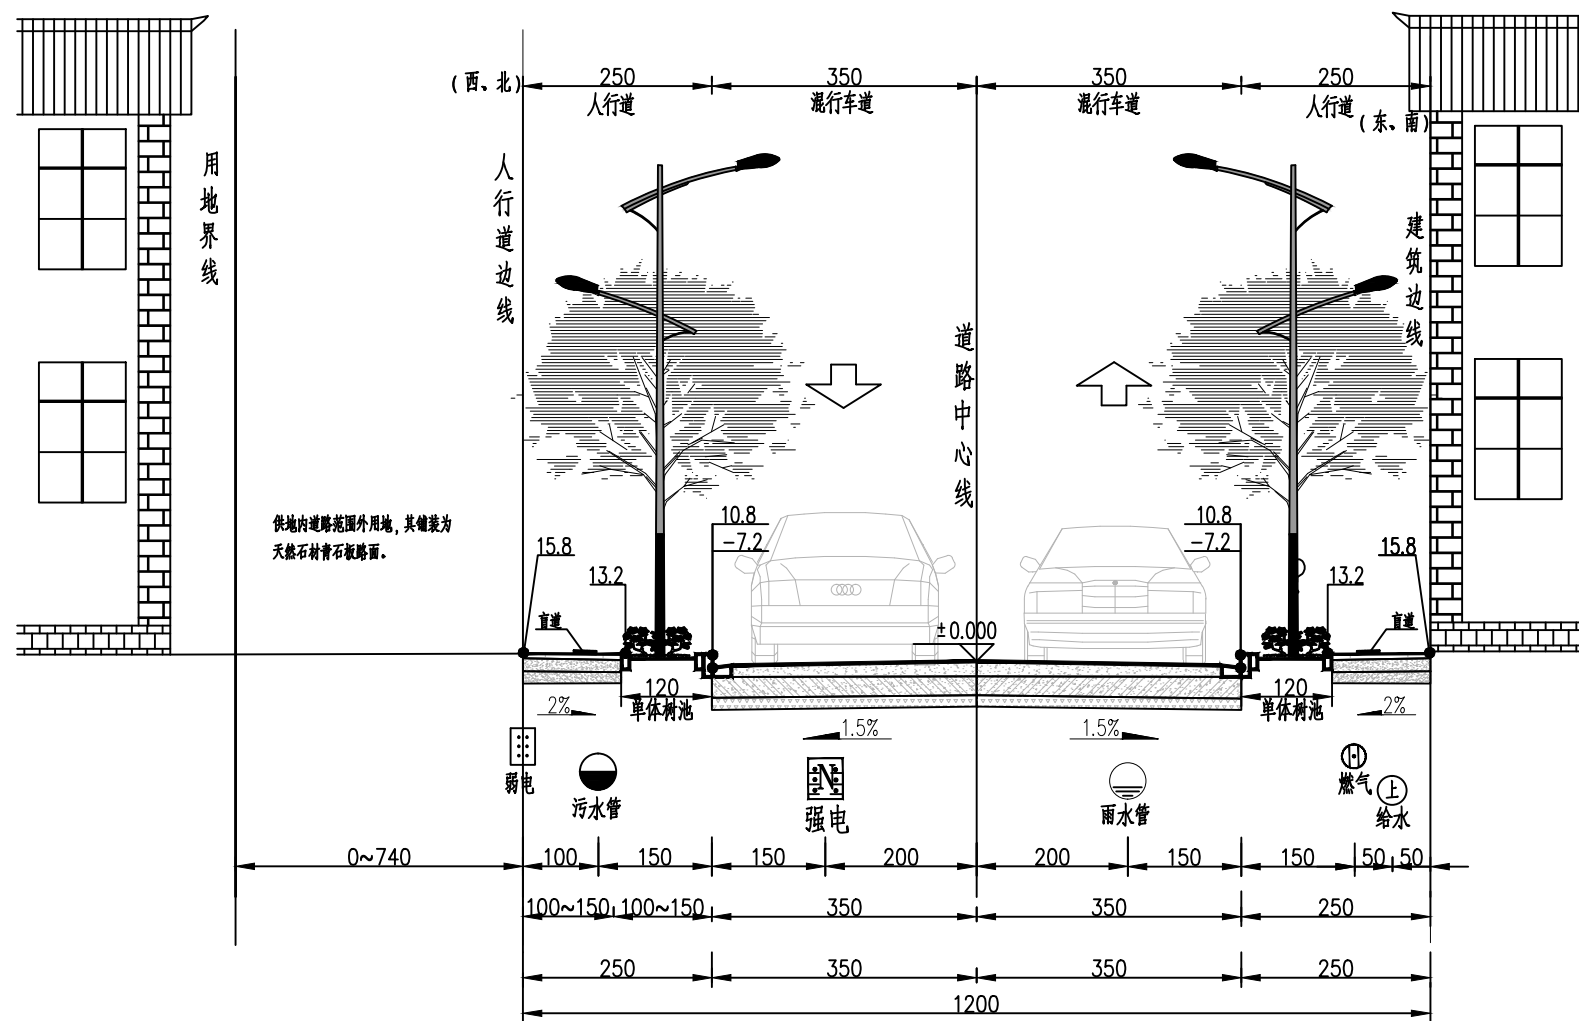 250
350
350
250
(西、北)
人行道
混行车道
混行车道
人行道
(东、南)
用地界线
人行道边线
道路中心线
建筑边线
供地内道路范围外用地,其铺装为
天然石材青石板路面。
15.8
13.2
10.8
-7.2
10.8
-7.2
15.8
13.2
盲道
±0.000
盲道
120
单体树池
120
单体树池
2%
1.5%
1.5%
2%
弱电
污水管
N
强电
雨水管
燃气
上
给水
0~740
100
150
150
200
200
150
150
50
50
100~150
100~150
350
350
250
250
350
350
250
1200